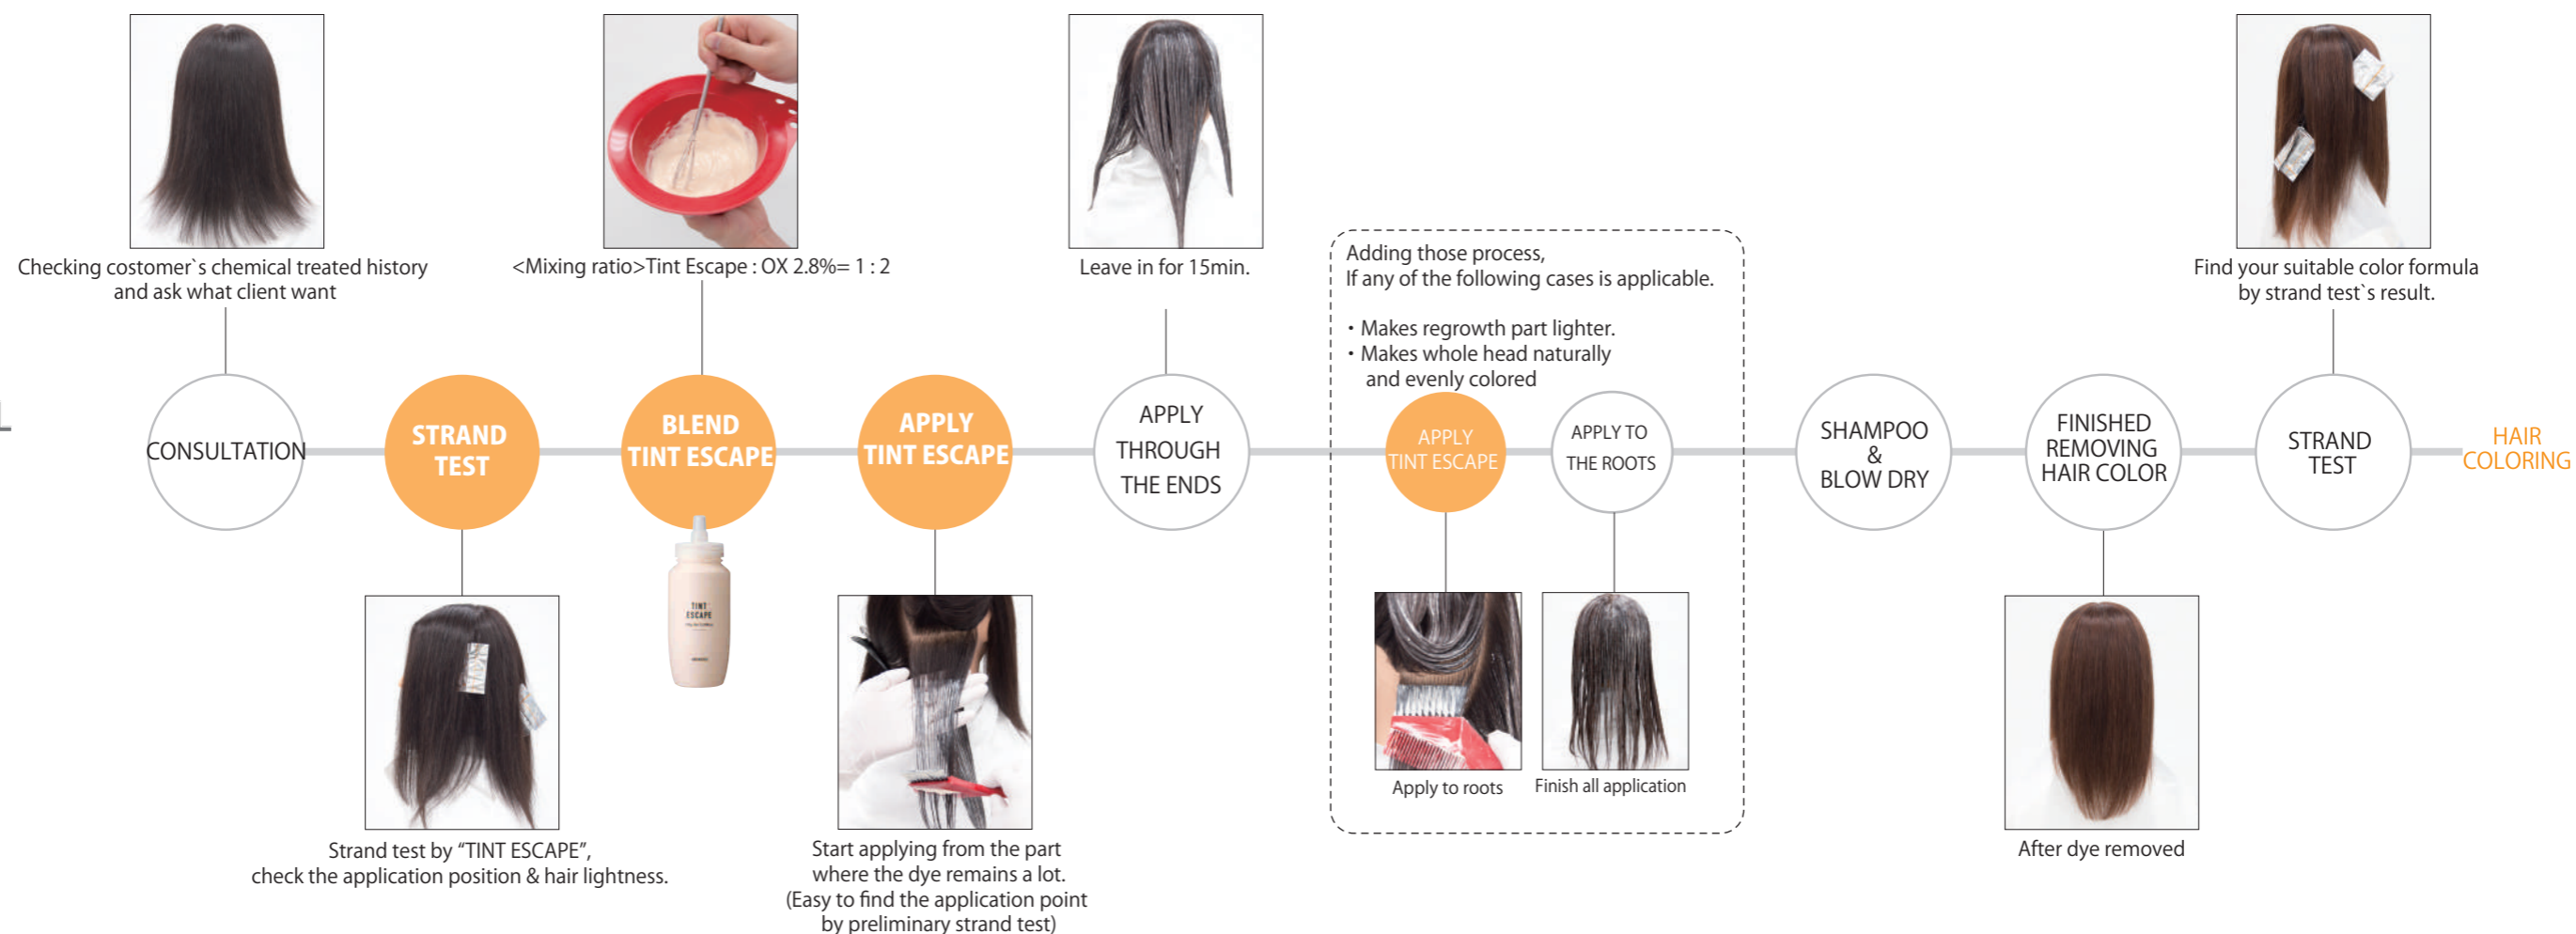 Checking costomer`s chemical treated history
and ask what client want
CONSULTATION
STRAND
TEST
Strand test by “TINT ESCAPE”,
check the application position & hair lightness.
<Mixing ratio>Tint Escape : OX 2.8%= 1 : 2
BLEND
TINT ESCAPE
TINT
ESCAPE
APPLY
TINT ESCAPE
Start applying from the part
where the dye remains a lot.
(Easy to find the application point
by preliminary strand test)
Leave in for 15min.
APPLY
THROUGH
THE ENDS
Adding those process,
If any of the following cases is applicable.
・Makes regrowth part lighter.
・Makes whole head naturally
and evenly colored
APPLY
TINT ESCAPE
Apply to roots
APPLY TO
THE ROOTS
Finish all application
SHAMPOO
&
BLOW DRY
FINISHED
REMOVING
HAIR COLOR
After dye removed
Find your suitable color formula
by strand test`s result.
STRAND
TEST
HAIR
COLORING